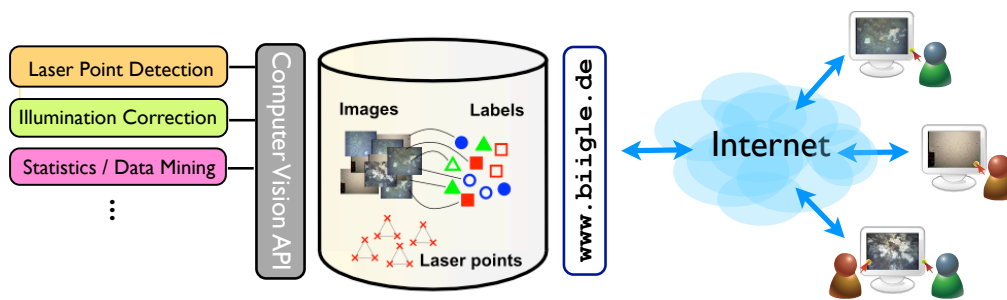 Laser Point Detection
Illumination Correction
Statistics / Data Mining
...
Computer Vision API
Images
Labels
Laser points
www.biigle.de
Internet